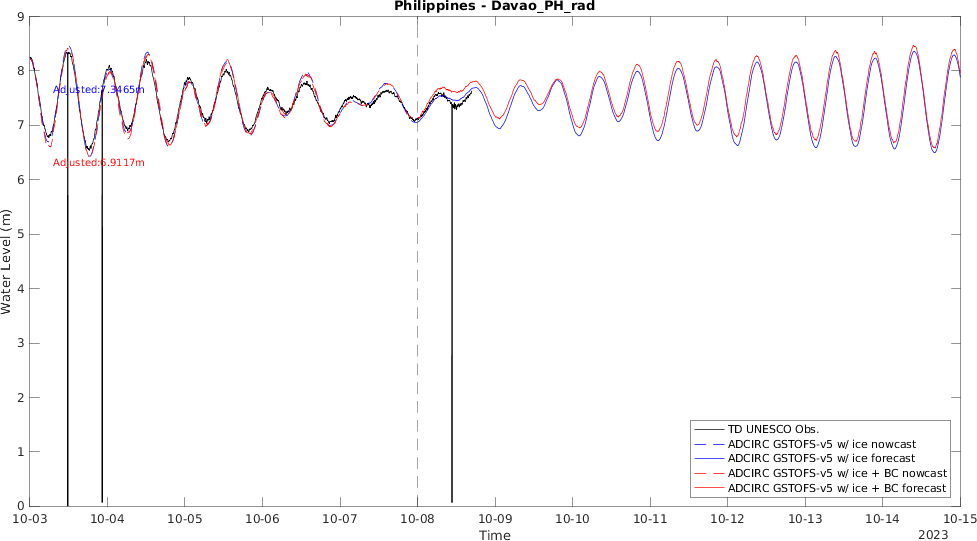 Philippines - Davao_PH_rad
9
8
7
6
5
4
3
2
1
0
Water Level (m)
Adjusted:7.3465m
Adjusted:6.9117m
TD UNESCO Obs.
ADCIRC GSTOFS-v5 w/ ice nowcast
ADCIRC GSTOFS-v5 w/ ice forecast
ADCIRC GSTOFS-v5 w/ ice + BC nowcast
ADCIRC GSTOFS-v5 w/ ice + BC forecast
10-03 10-04 10-05 10-06 10-07 10-08 10-09 10-10 10-11 10-12 10-13 10-14 10-15
Time
2023